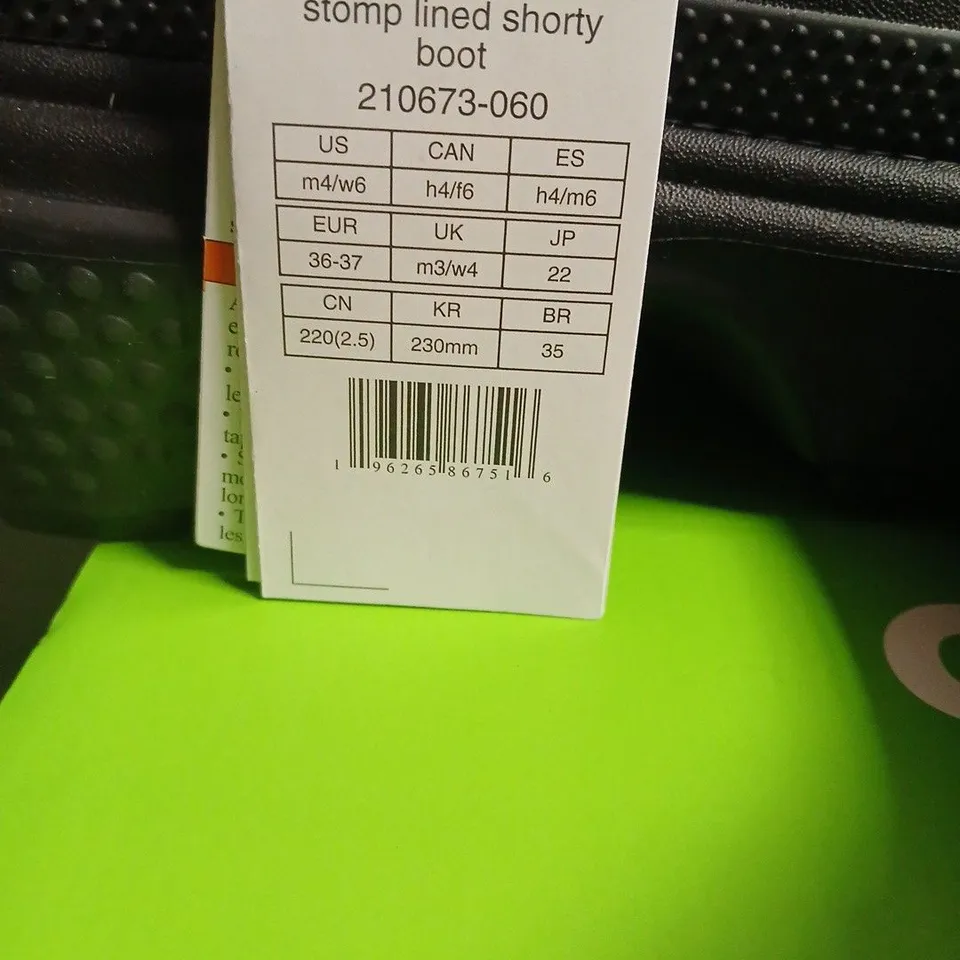 stomp lined shorty
boot
210673-060
US CAN ES
m4/w6 h4/f6 h4/m6
EUR UK JP
36-37 m3/w4 22
CN KR BR
220(2.5) 230mm 35
1 96265 86751 6